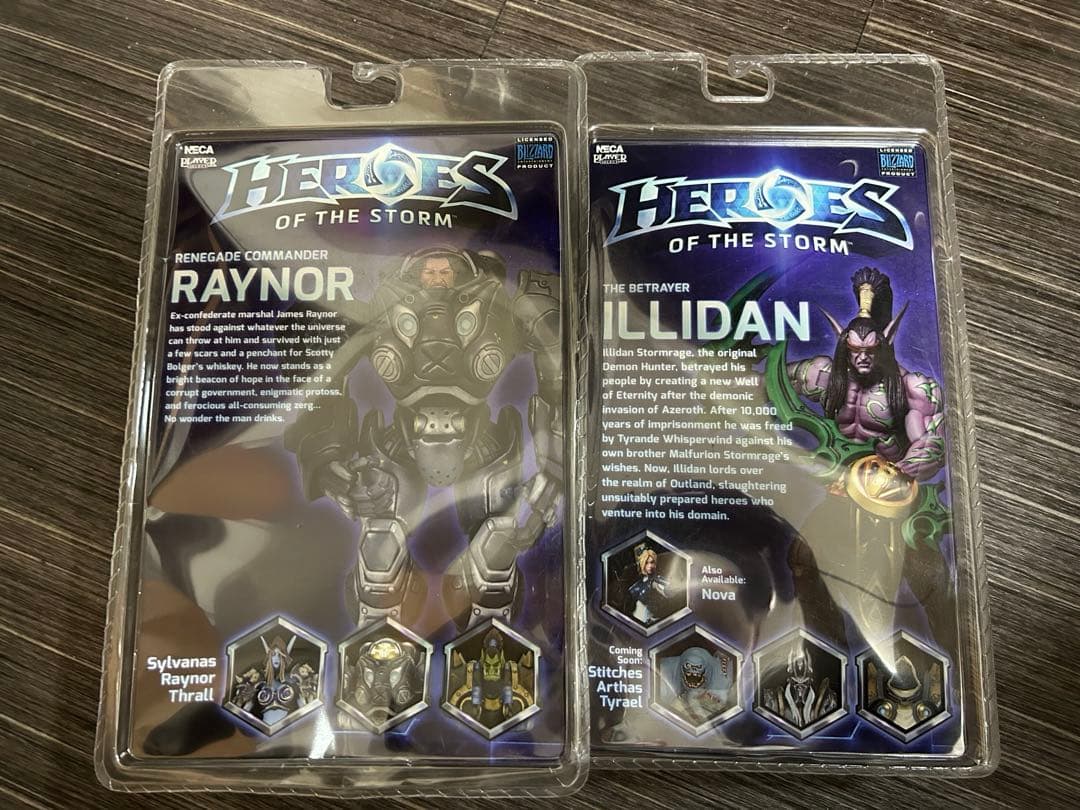 NECA
PLAYER
LICENSED
BLIZZARD
ENTERTAINMENT
PRODUCT
HEROES
OF THE STORM™
RENEGADE COMMANDER
RAYNOR
Ex-confederate marshal James Raynor
has stood against whatever the universe
can throw at him and survived with just
a few scars and a penchant for Scotty
Bolger's whiskey. He now stands as a
bright beacon of hope in the face of a
corrupt government, enigmatic protoss,
and ferocious all-consuming zerg...
No wonder the man drinks.
Sylvanas
Raynor
Thrall
NECA
PLAYER
LICENSED
BLIZZARD
ENTERTAINMENT
PRODUCT
HEROES
OF THE STORM™
THE BETRAYER
ILLIDAN
Illidan Stormrage, the original
Demon Hunter, betrayed his
people by creating a new Well
of Eternity after the demonic
invasion of Azeroth. After 10,000
years of imprisonment he was freed
by Tyrande Whisperwind against his
own brother Malfurion Stormrage's
wishes. Now, Illidan lords over
the realm of Outland, slaughtering
unsuitably prepared heroes who
venture into his domain.
Also
Available:
Nova
Coming
Soon:
Stitches
Arthas
Tyrael